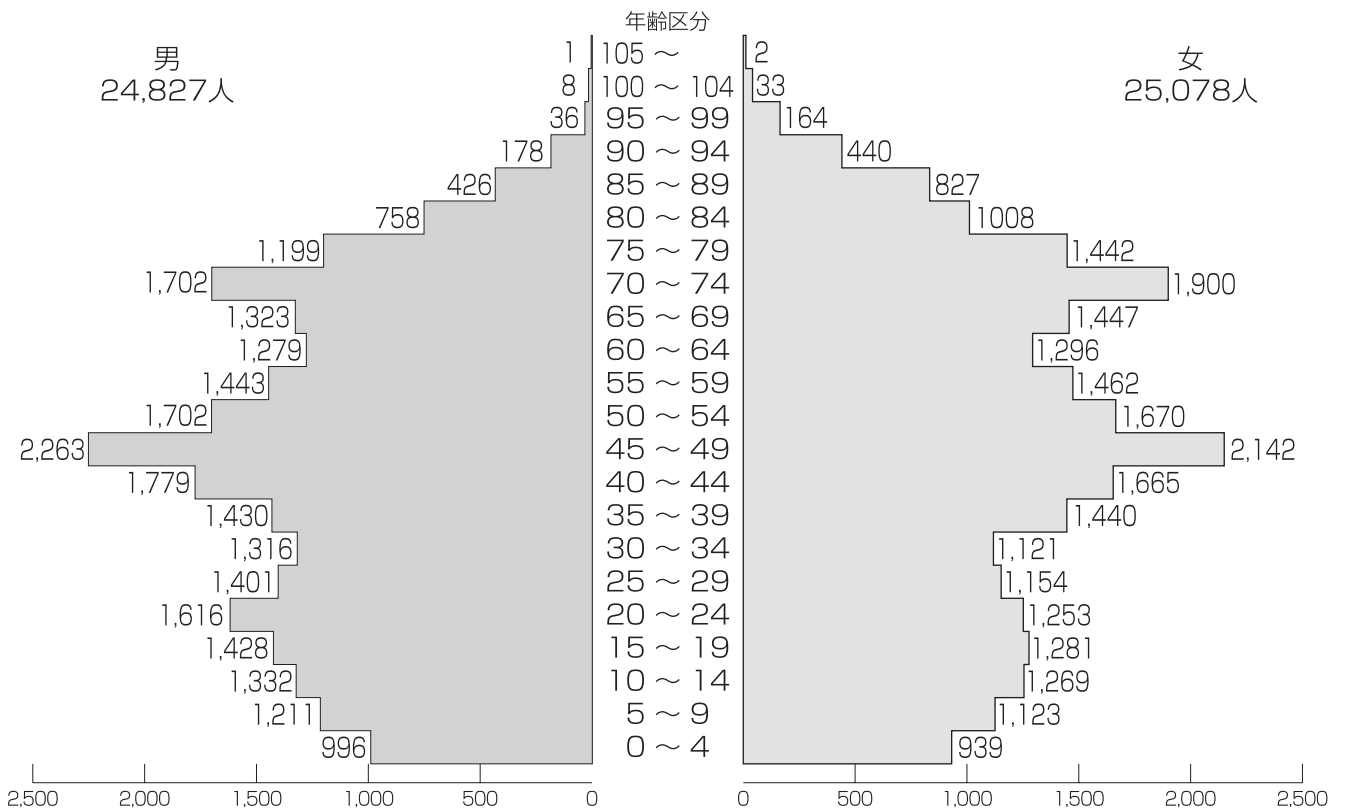 年齢区分
男
24,827人
女
25,078人
1 105 ～ 2
8 100 ～ 104 33
36 95 ～ 99 164
178 90 ～ 94 440
426 85 ～ 89 827
758 80 ～ 84 1008
1,199 75 ～ 79 1,442
1,702 70 ～ 74 1,900
1,323 65 ～ 69 1,447
1,279 60 ～ 64 1,296
1,443 55 ～ 59 1,462
1,702 50 ～ 54 1,670
2,263 45 ～ 49 2,142
1,779 40 ～ 44 1,665
1,430 35 ～ 39 1,440
1,316 30 ～ 34 1,121
1,401 25 ～ 29 1,154
1,616 20 ～ 24 1,253
1,428 15 ～ 19 1,281
1,332 10 ～ 14 1,269
1,211 5 ～ 9 1,123
996 0 ～ 4 939
2,500 2,000 1,500 1,000 500 0 0 500 1,000 1,500 2,000 2,500